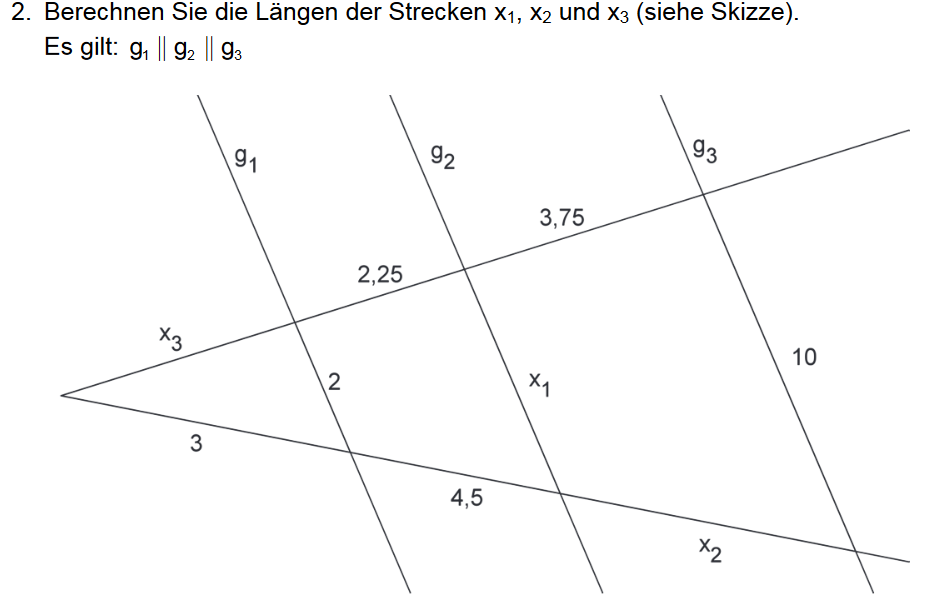 2. Berechnen Sie die Längen der Strecken x₁, x₂ und x₃ (siehe Skizze).
Es gilt: g₁ || g₂ || g₃
g₁
g₂
g₃
3,75
2,25
x₃
2
x₁
10
3
4,5
x₂